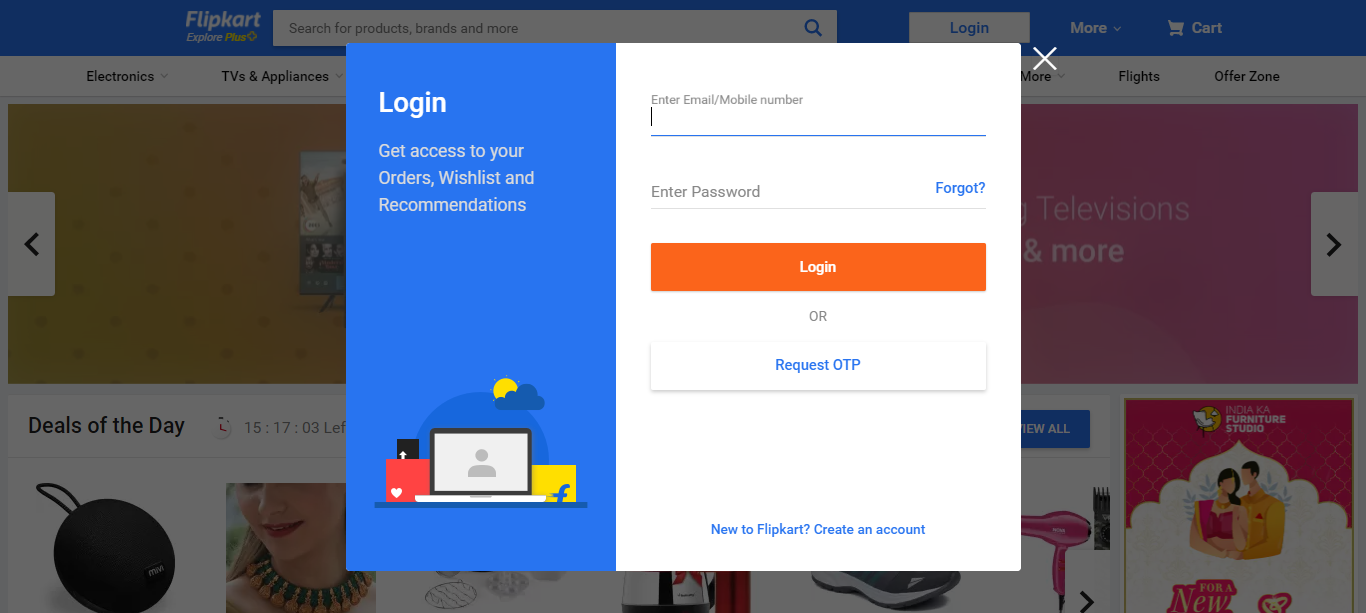 Flipkart
Explore Plus
Search for products, brands and more
Login
More
Cart
Electronics
TVs & Appliances
More
Flights
Offer Zone
Login
Get access to your
Orders, Wishlist and
Recommendations
Enter Email/Mobile number
Enter Password
Forgot?
Login
OR
Request OTP
New to Flipkart? Create an account
g Televisions
& more
Deals of the Day
15 : 17 : 03 Lef
VIEW ALL
INDIA KA
FURNITURE
STUDIO
mivi
NOVA
FOR A
New